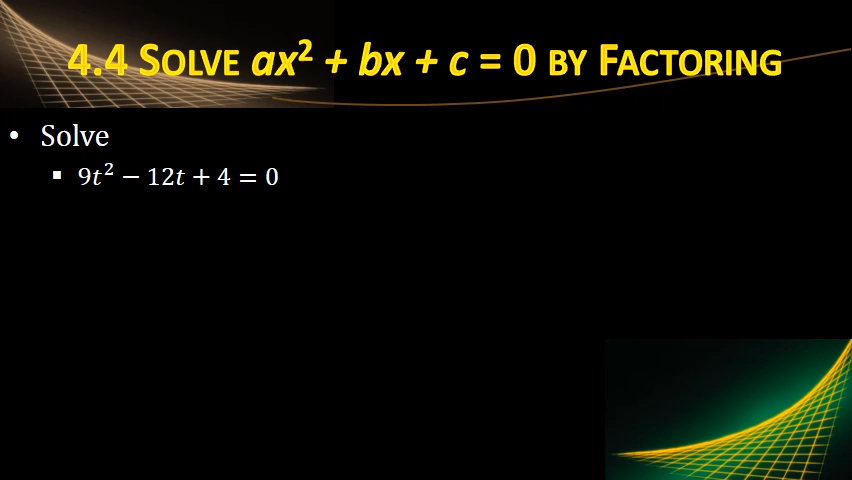 4.4 SOLVE ax² + bx + c = 0 BY FACTORING
• Solve
▪ 9t² − 12t + 4 = 0